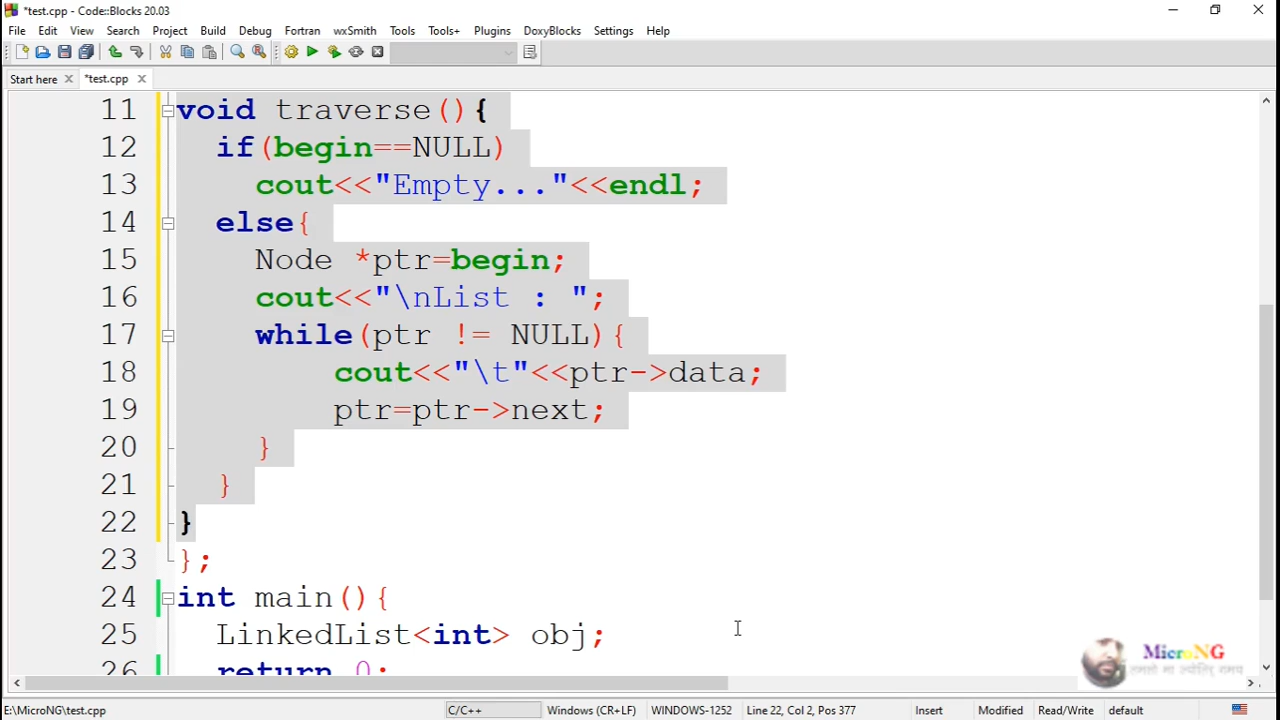 *test.cpp - Code::Blocks 20.03
File Edit View Search Project Build Debug Fortran wxSmith Tools Tools+ Plugins DoxyBlocks Settings Help
Start here *test.cpp
11 void traverse(){
12 if(begin==NULL)
13 cout<<"Empty..."<<endl;
14 else{
15 Node *ptr=begin;
16 cout<<"\nList : ";
17 while(ptr != NULL){
18 cout<<"\t"<<ptr->data;
19 ptr=ptr->next;
20 }
21 }
22 }
23 };
24 int main(){
25 LinkedList<int> obj;
26 return 0;
MicroNG
तमसो मा ज्योतिर् गमय
E:\MicroNG\test.cpp C/C++ Windows (CR+LF) WINDOWS-1252 Line 22, Col 2, Pos 377 Insert Modified Read/Write default